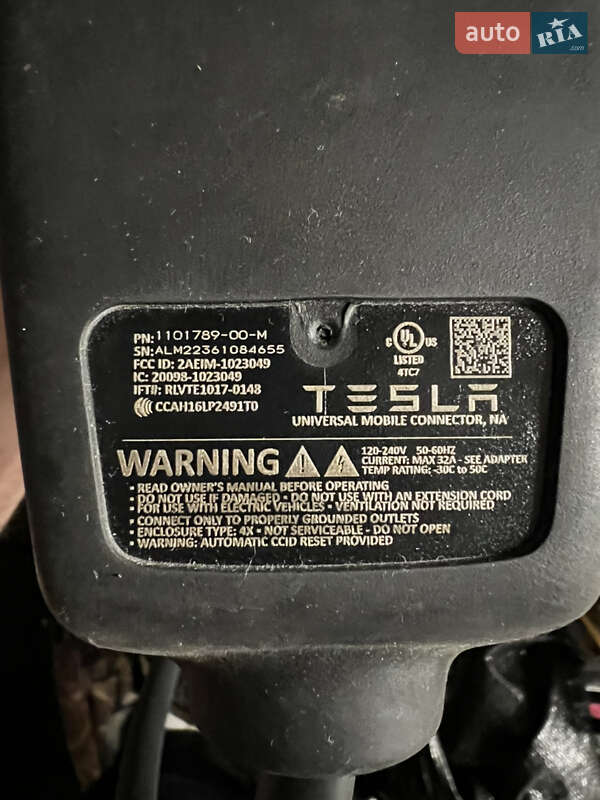 auto RIA.com
PN: 1101789-00-M
SN: ALM22361084655
FCC ID: 2AEIM-1023049
IC: 20098-1023049
IFT#: RLVTE1017-0148
CCAH16LP2491T0
C UL US
LISTED
4TC7
TESLA
UNIVERSAL MOBILE CONNECTOR, NA
WARNING
120-240V 50-60HZ
CURRENT: MAX 32A - SEE ADAPTER
TEMP RATING: -30C to 50C
• READ OWNER'S MANUAL BEFORE OPERATING
• DO NOT USE IF DAMAGED • DO NOT USE WITH AN EXTENSION CORD
• FOR USE WITH ELECTRIC VEHICLES • VENTILATION NOT REQUIRED
• CONNECT ONLY TO PROPERLY GROUNDED OUTLETS
• ENCLOSURE TYPE: 4X • NOT SERVICEABLE - DO NOT OPEN
• WARNING: AUTOMATIC CCID RESET PROVIDED